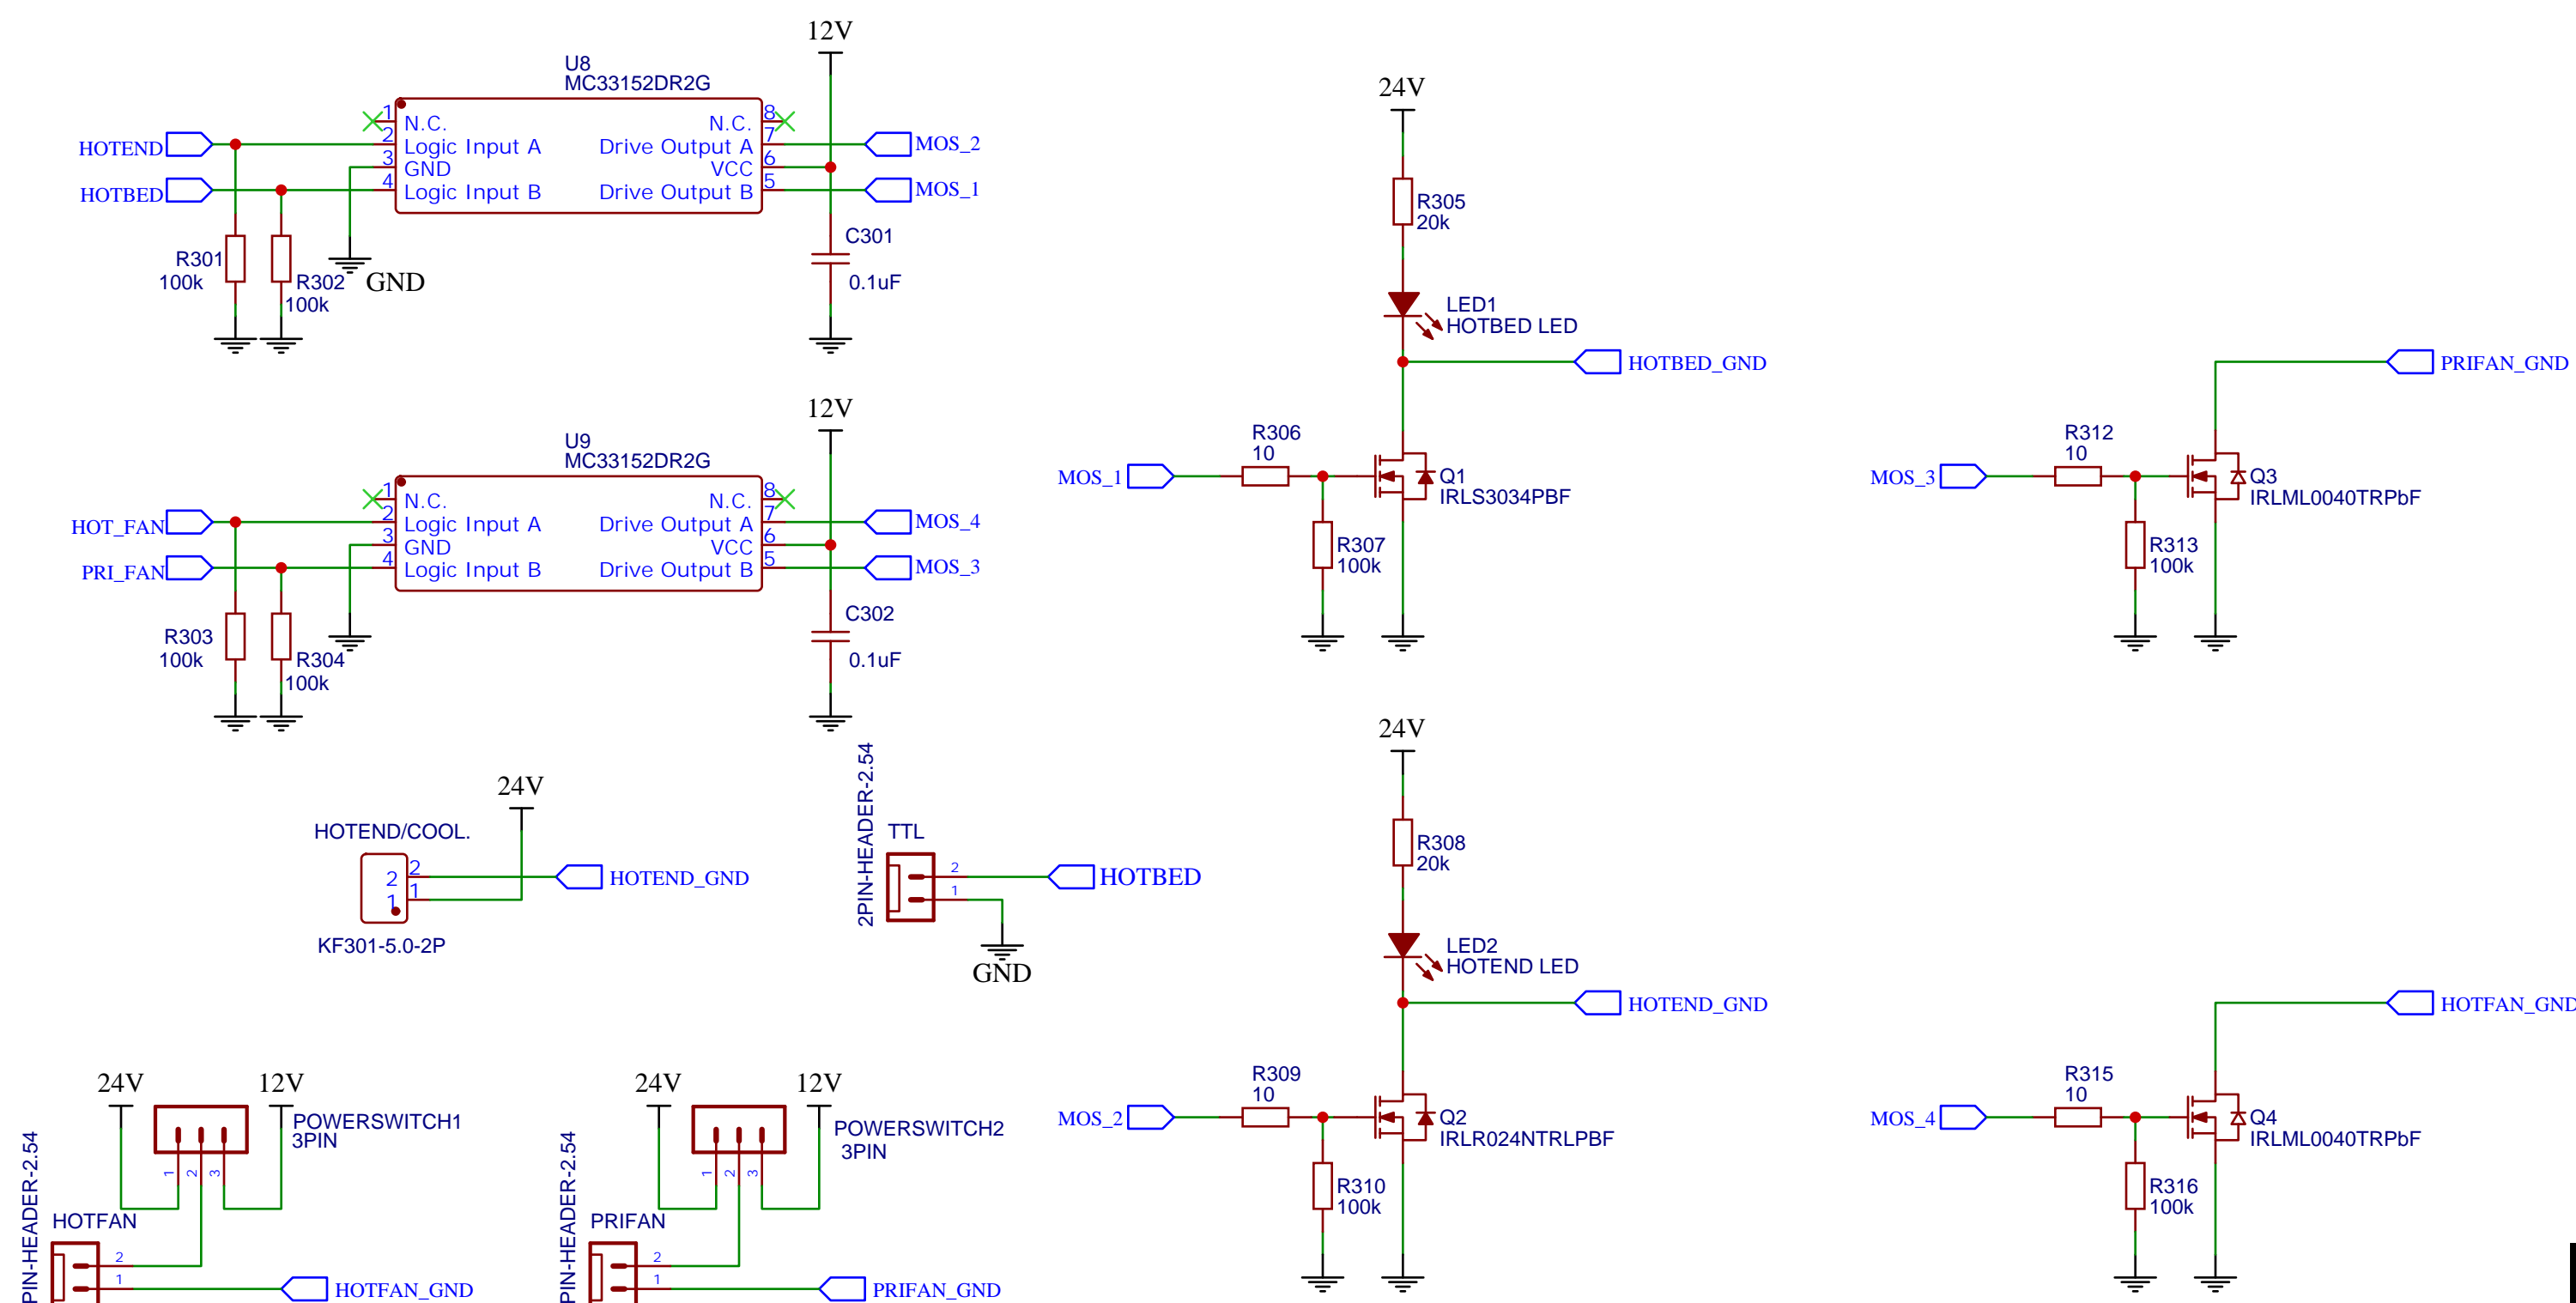 12V
U8
MC33152DR2G
1
N.C.
N.C.
8
HOTEND
2
Logic Input A
Drive Output A
7
MOS_2
3
GND
VCC
6
HOTBED
4
Logic Input B
Drive Output B
5
MOS_1
R301
100k
R302
100k
GND
C301
0.1uF
12V
U9
MC33152DR2G
1
N.C.
N.C.
8
HOT_FAN
2
Logic Input A
Drive Output A
7
MOS_4
3
GND
VCC
6
PRI_FAN
4
Logic Input B
Drive Output B
5
MOS_3
R303
100k
R304
100k
C302
0.1uF
24V
HOTEND/COOL.
2
2
1
1
HOTEND_GND
KF301-5.0-2P
2PIN-HEADER-2.54
TTL
2
1
HOTBED
GND
24V
12V
POWERSWITCH1
3PIN
1
2
3
PIN-HEADER-2.54
HOTFAN
2
1
HOTFAN_GND
24V
12V
POWERSWITCH2
3PIN
1
2
3
PIN-HEADER-2.54
PRIFAN
2
1
PRIFAN_GND
24V
R305
20k
LED1
HOTBED LED
HOTBED_GND
MOS_1
R306
10
Q1
IRLS3034PBF
R307
100k
PRIFAN_GND
MOS_3
R312
10
Q3
IRLML0040TRPbF
R313
100k
24V
R308
20k
LED2
HOTEND LED
HOTEND_GND
MOS_2
R309
10
Q2
IRLR024NTRLPBF
R310
100k
HOTFAN_GND
MOS_4
R315
10
Q4
IRLML0040TRPbF
R316
100k